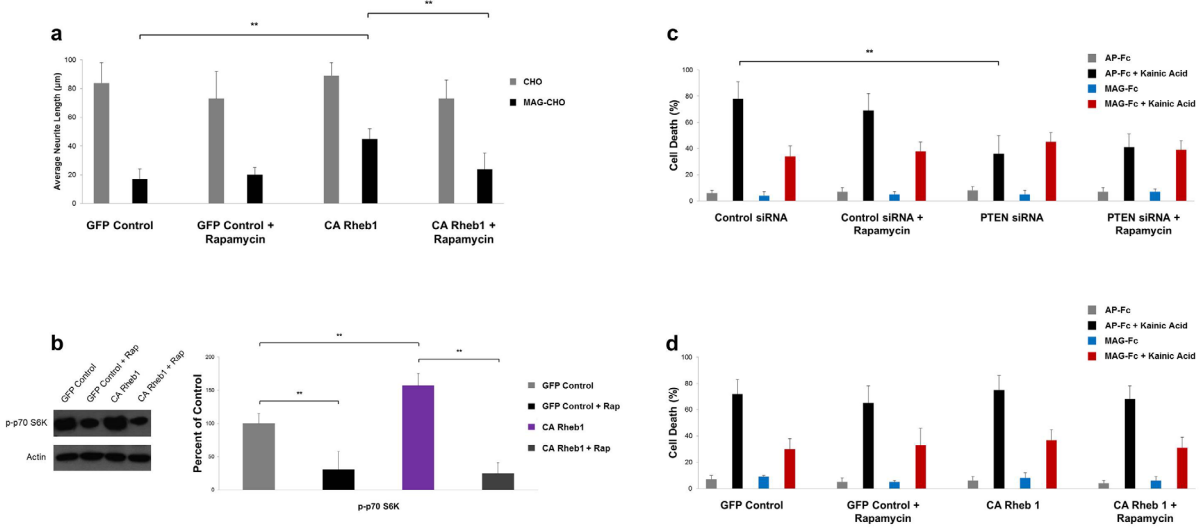 a
**
**
Average Neurite Length (µm)
100
80
60
40
20
0
CHO
MAG-CHO
GFP Control
GFP Control +
Rapamycin
CA Rheb1
CA Rheb1 +
Rapamycin
b
GFP Control
GFP Control + Rap
CA Rheb1
CA Rheb1 + Rap
p-p70 S6K
Actin
Percent of Control
200
150
100
50
0
**
**
**
p-p70 S6K
GFP Control
GFP Control + Rap
CA Rheb1
CA Rheb1 + Rap
c
**
Cell Death (%)
100
80
60
40
20
0
AP-Fc
AP-Fc + Kainic Acid
MAG-Fc
MAG-Fc + Kainic Acid
Control siRNA
Control siRNA +
Rapamycin
PTEN siRNA
PTEN siRNA +
Rapamycin
d
Cell Death (%)
100
80
60
40
20
0
AP-Fc
AP-Fc + Kainic Acid
MAG-Fc
MAG-Fc + Kainic Acid
GFP Control
GFP Control +
Rapamycin
CA Rheb 1
CA Rheb 1 +
Rapamycin